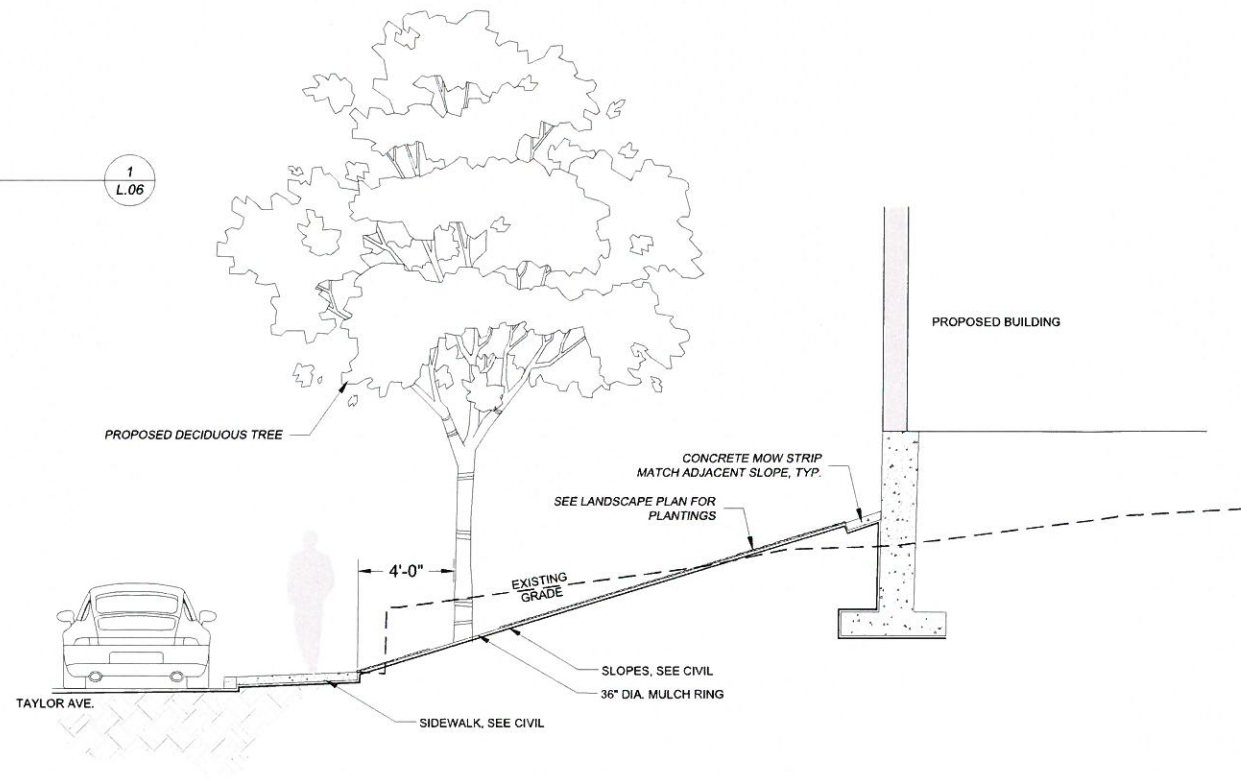 1
L.06
PROPOSED BUILDING
PROPOSED DECIDUOUS TREE
CONCRETE MOW STRIP
MATCH ADJACENT SLOPE, TYP.
SEE LANDSCAPE PLAN FOR
PLANTINGS
4'-0"
EXISTING
GRADE
SLOPES, SEE CIVIL
36" DIA. MULCH RING
TAYLOR AVE.
SIDEWALK, SEE CIVIL